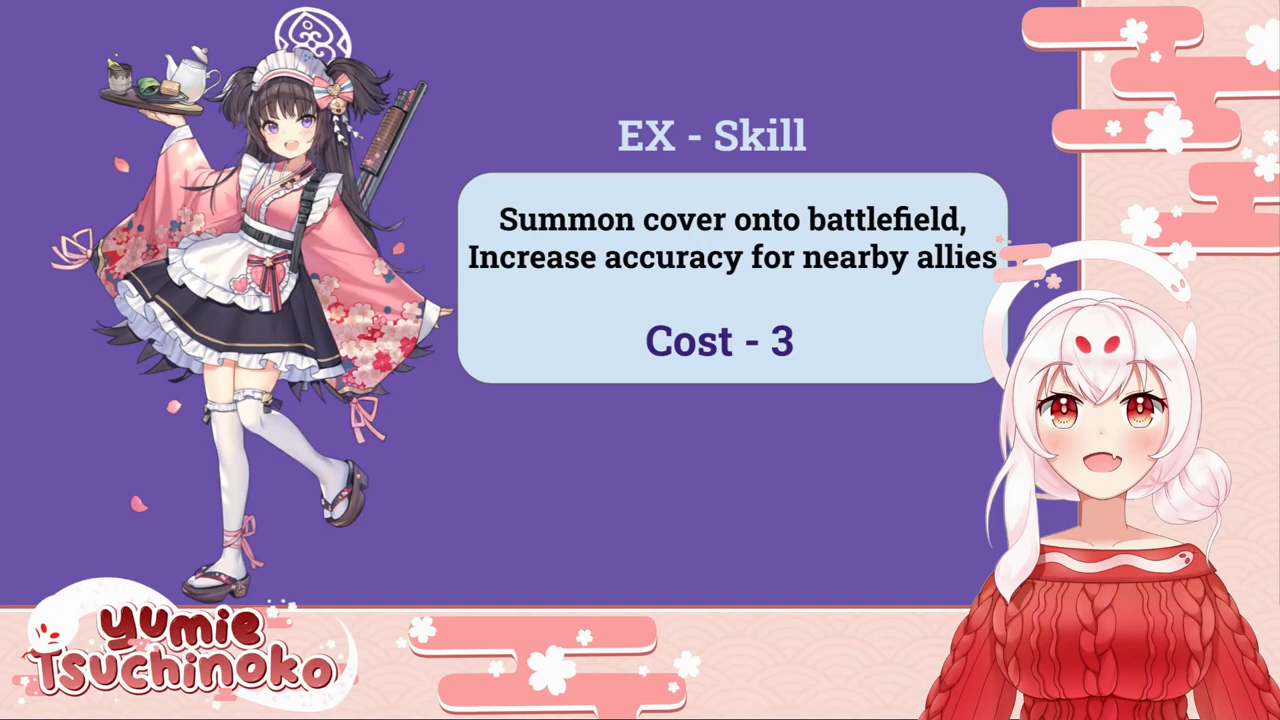 EX - Skill
Summon cover onto battlefield,
Increase accuracy for nearby allies
Cost - 3
yumie
Tsuchinoko